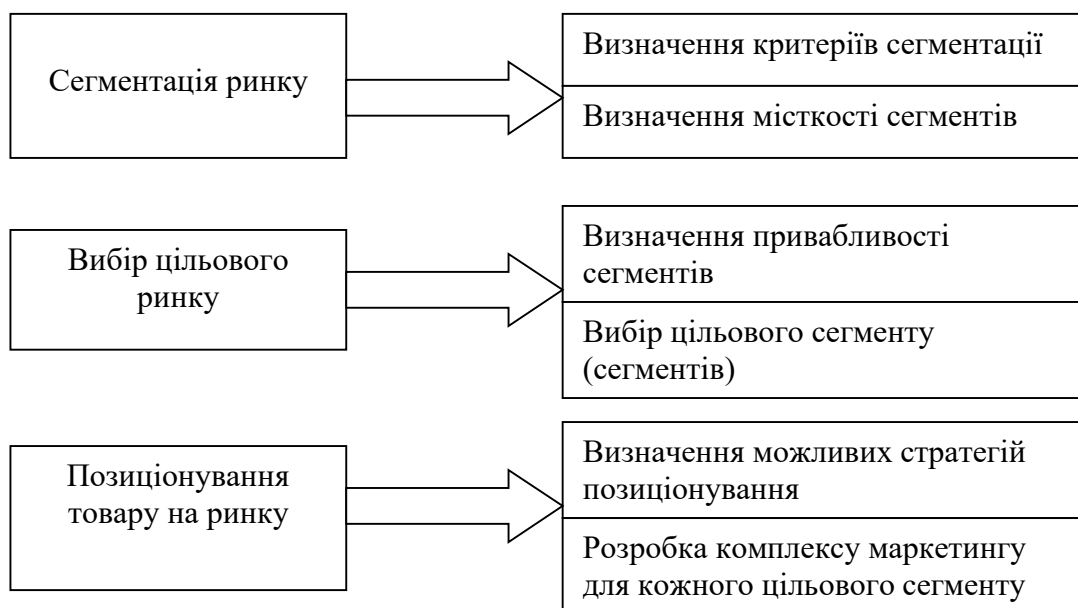 Сегментація ринку
Визначення критеріїв сегментації
Визначення місткості сегментів
Вибір цільового
ринку
Визначення привабливості
сегментів
Вибір цільового сегменту
(сегментів)
Позиціонування
товару на ринку
Визначення можливих стратегій
позиціонування
Розробка комплексу маркетингу
для кожного цільового сегменту